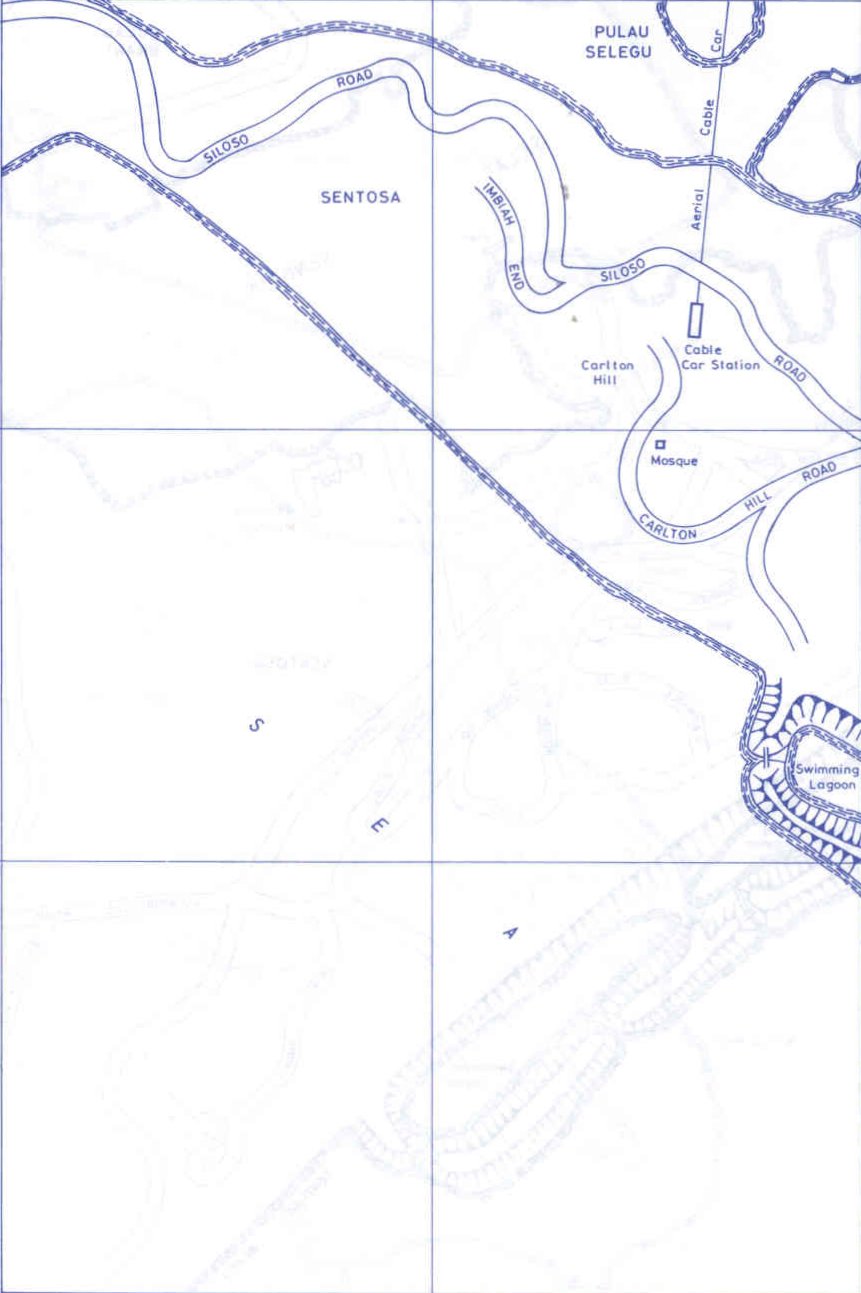 PULAU
SELEGU
Car
Cable
Aerial
SILOSO
ROAD
SENTOSA
IMBIAH
END
SILOSO
ROAD
Cable
Car Station
Carlton
Hill
Mosque
CARLTON
HILL
ROAD
Swimming
Lagoon
S
E
A